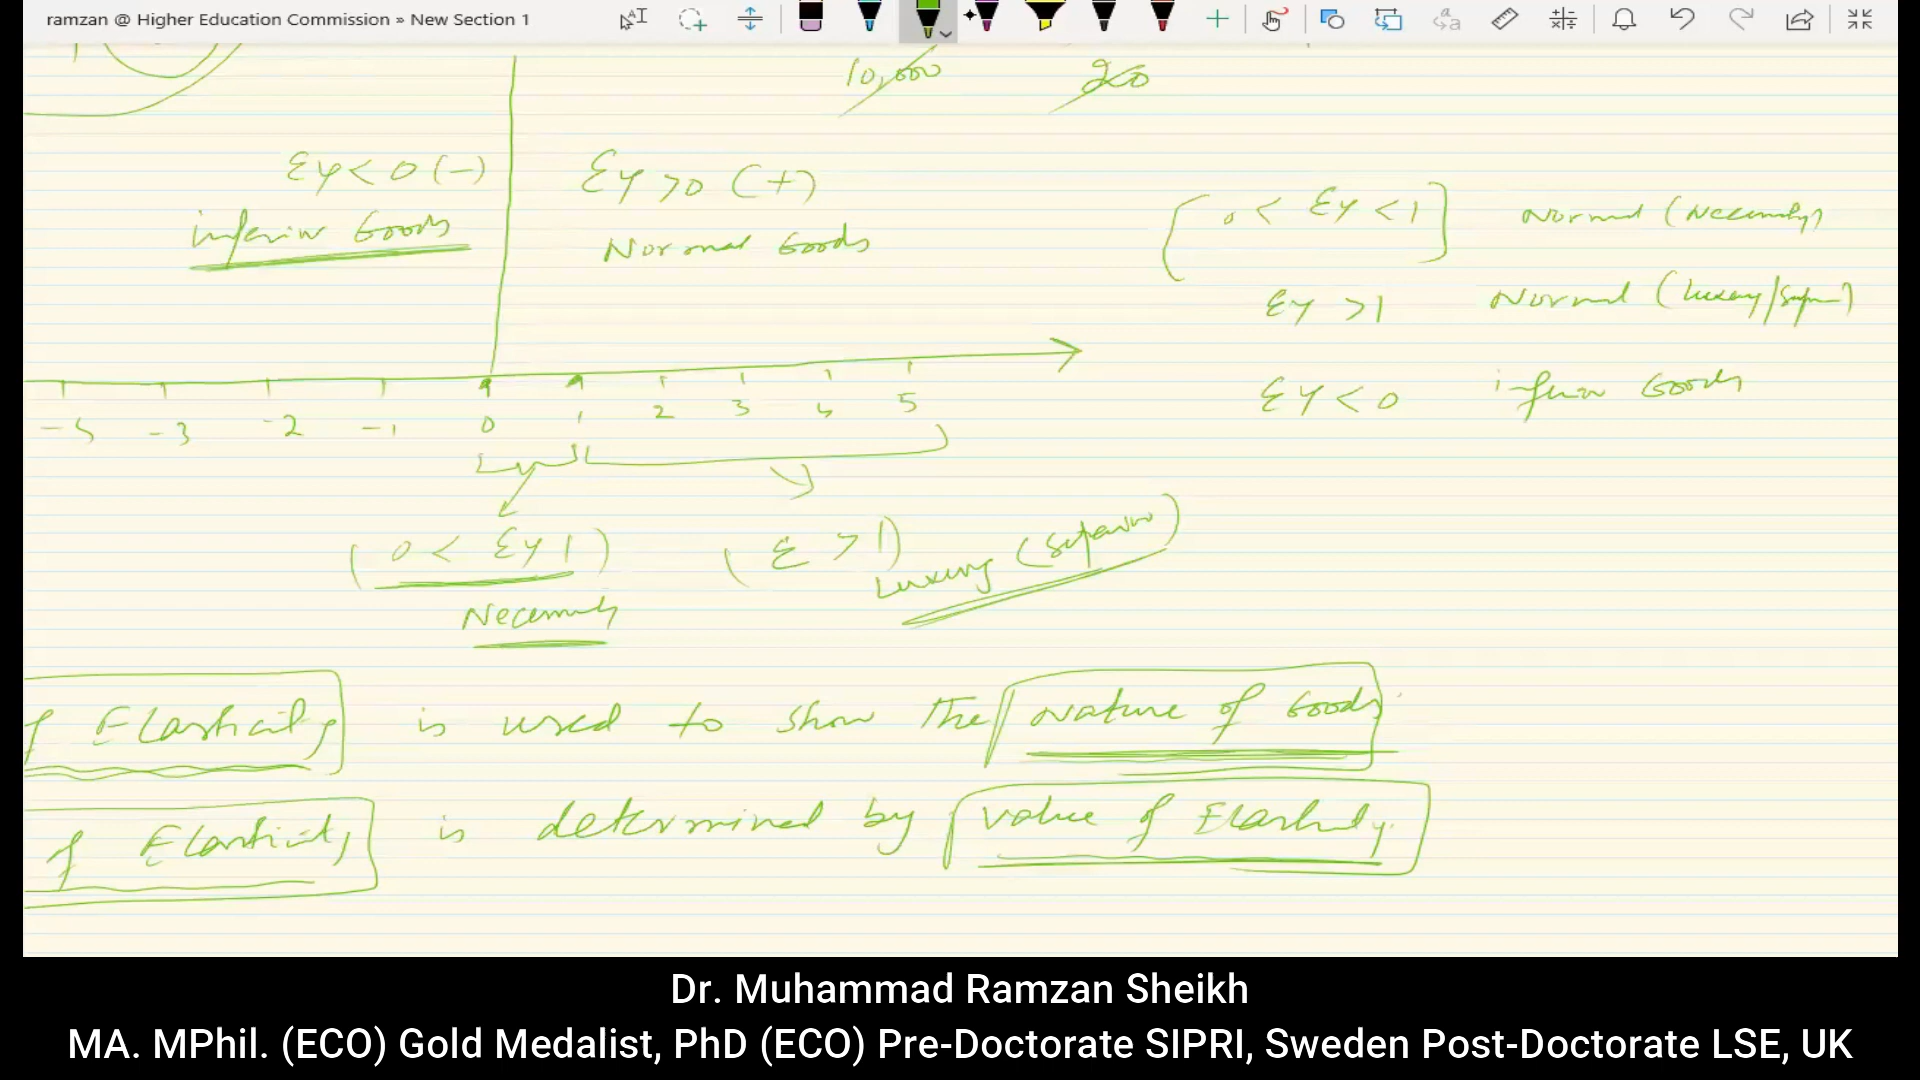 ramzan @ Higher Education Commission » New Section 1
10,000 20
Ey < 0 (-) Ey > 0 (+)
inferior Goods Normal Goods
0 < Ey < 1 Normal (Necessity)
Ey > 1 Normal (Luxury/Superior)
Ey < 0 inferior Goods
-3 -2 -1 0 1 2 3 4 5
(0 < Ey 1) (E > 1)
Luxury (Superior)
Necessity
f Elasticity is used to show the nature of Goods.
of Elasticity is determined by value of Elasticity.
Dr. Muhammad Ramzan Sheikh
MA. MPhil. (ECO) Gold Medalist, PhD (ECO) Pre-Doctorate SIPRI, Sweden Post-Doctorate LSE, UK